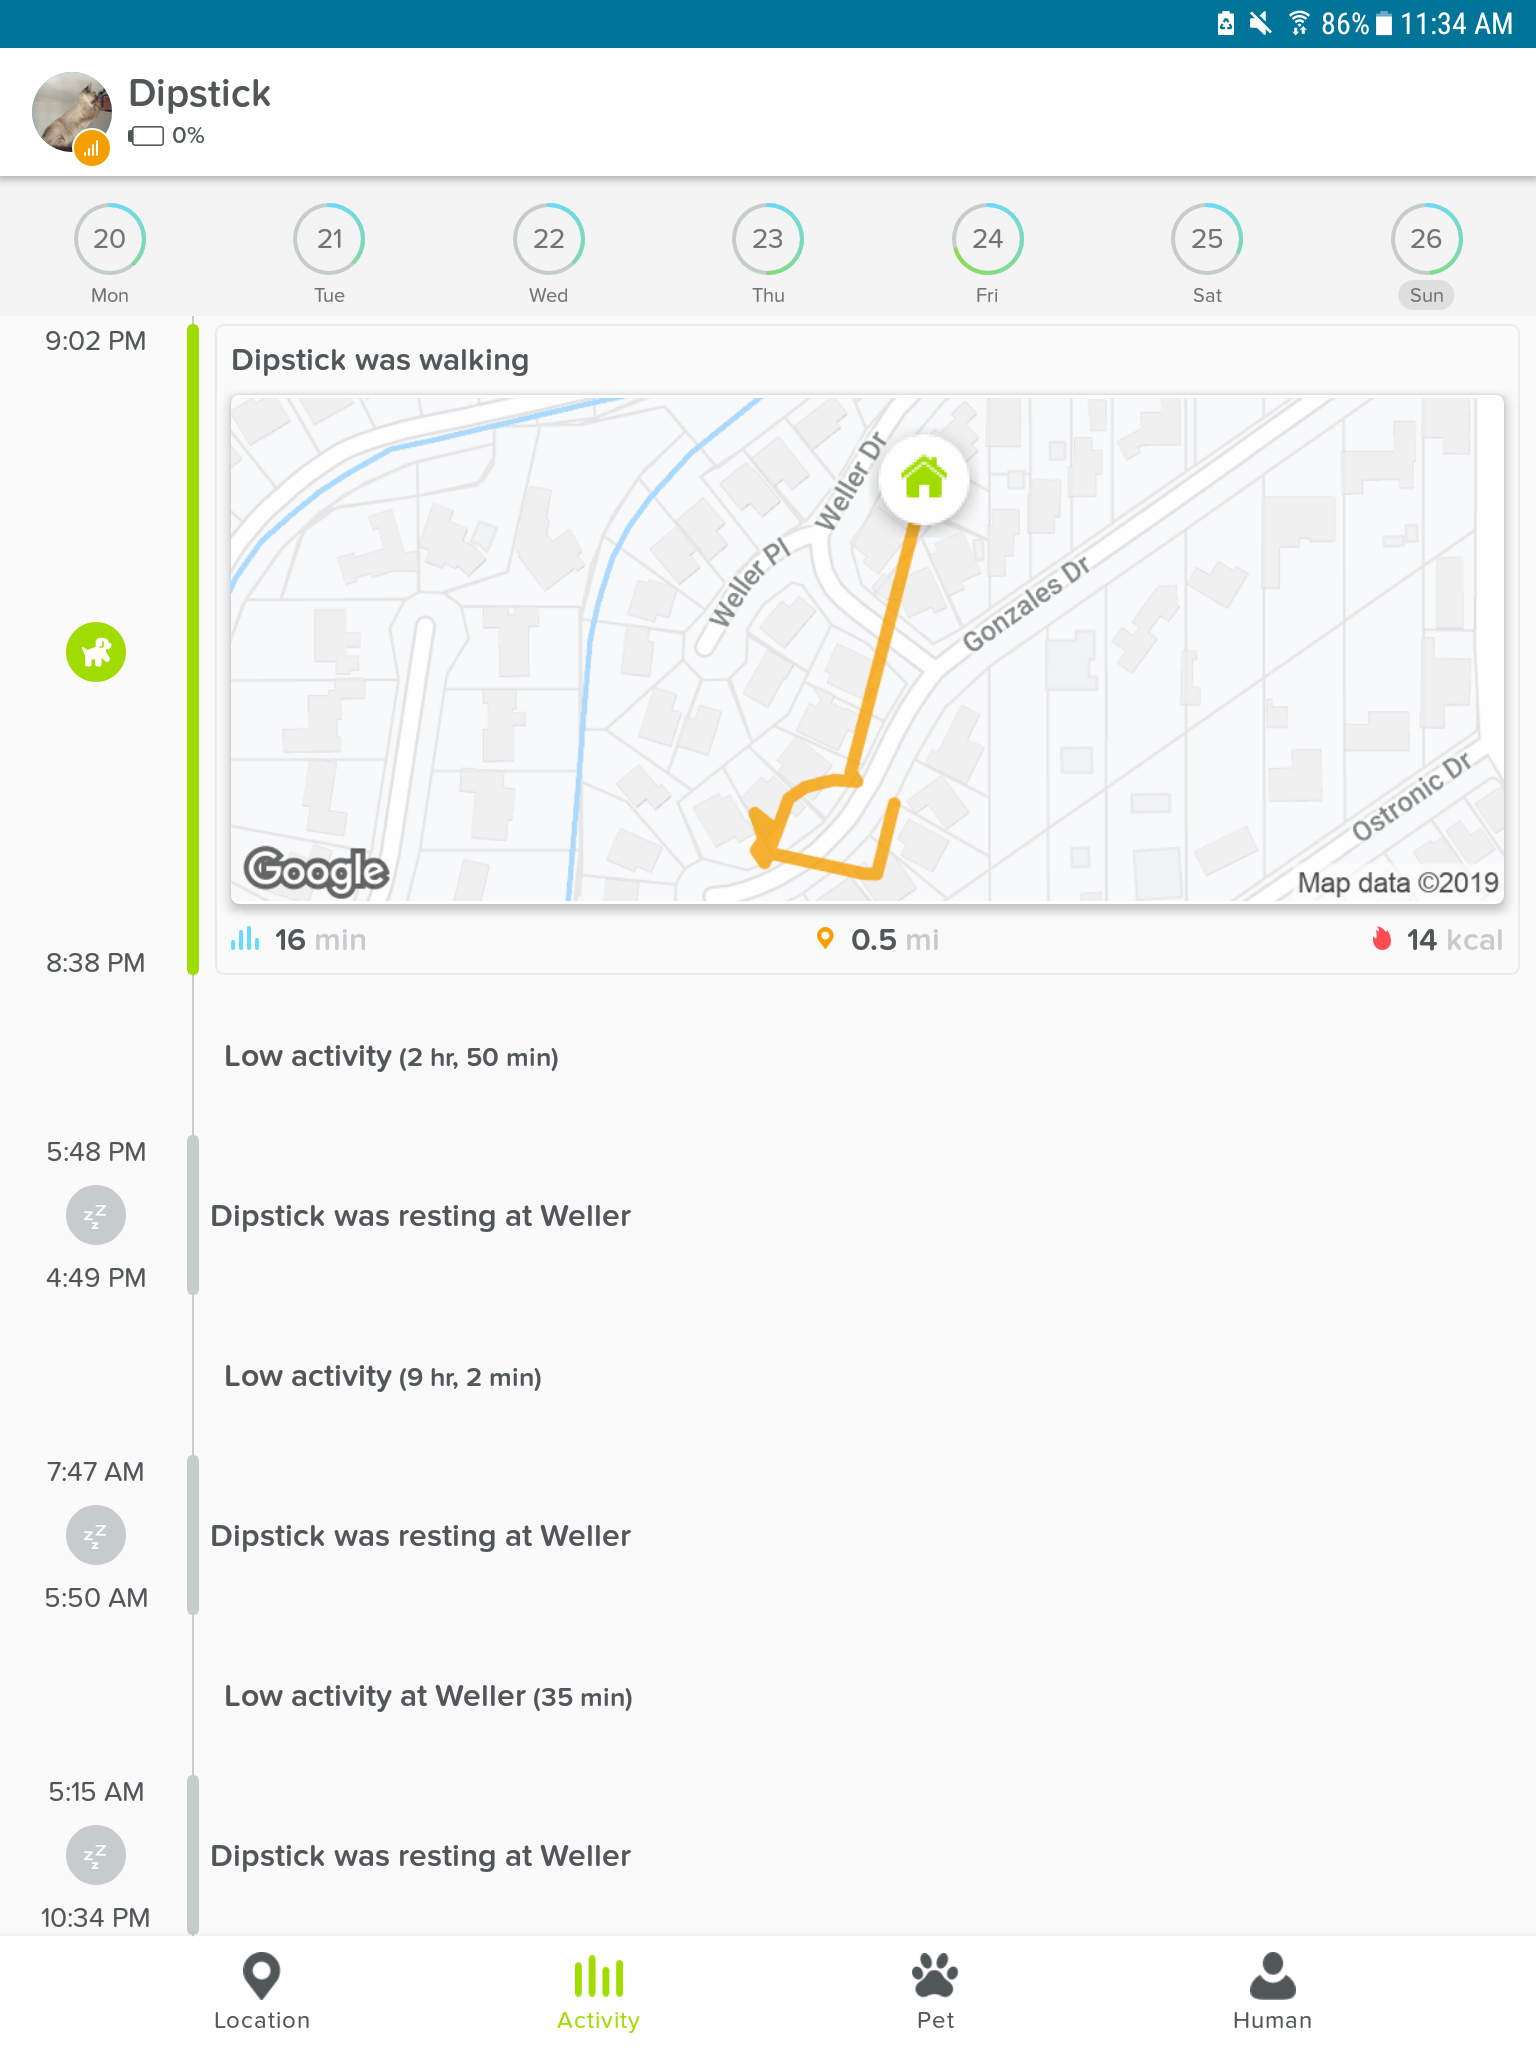 86% 11:34 AM
Dipstick
0%
20 21 22 23 24 25 26
Mon Tue Wed Thu Fri Sat Sun
9:02 PM
Dipstick was walking
Weller Dr
Weller Pl
Gonzales Dr
Ostronic Dr
Google
Map data ©2019
16 min 0.5 mi 14 kcal
8:38 PM
Low activity (2 hr, 50 min)
5:48 PM
zZz
Dipstick was resting at Weller
4:49 PM
Low activity (9 hr, 2 min)
7:47 AM
zZz
Dipstick was resting at Weller
5:50 AM
Low activity at Weller (35 min)
5:15 AM
zZz
Dipstick was resting at Weller
10:34 PM
Location Activity Pet Human